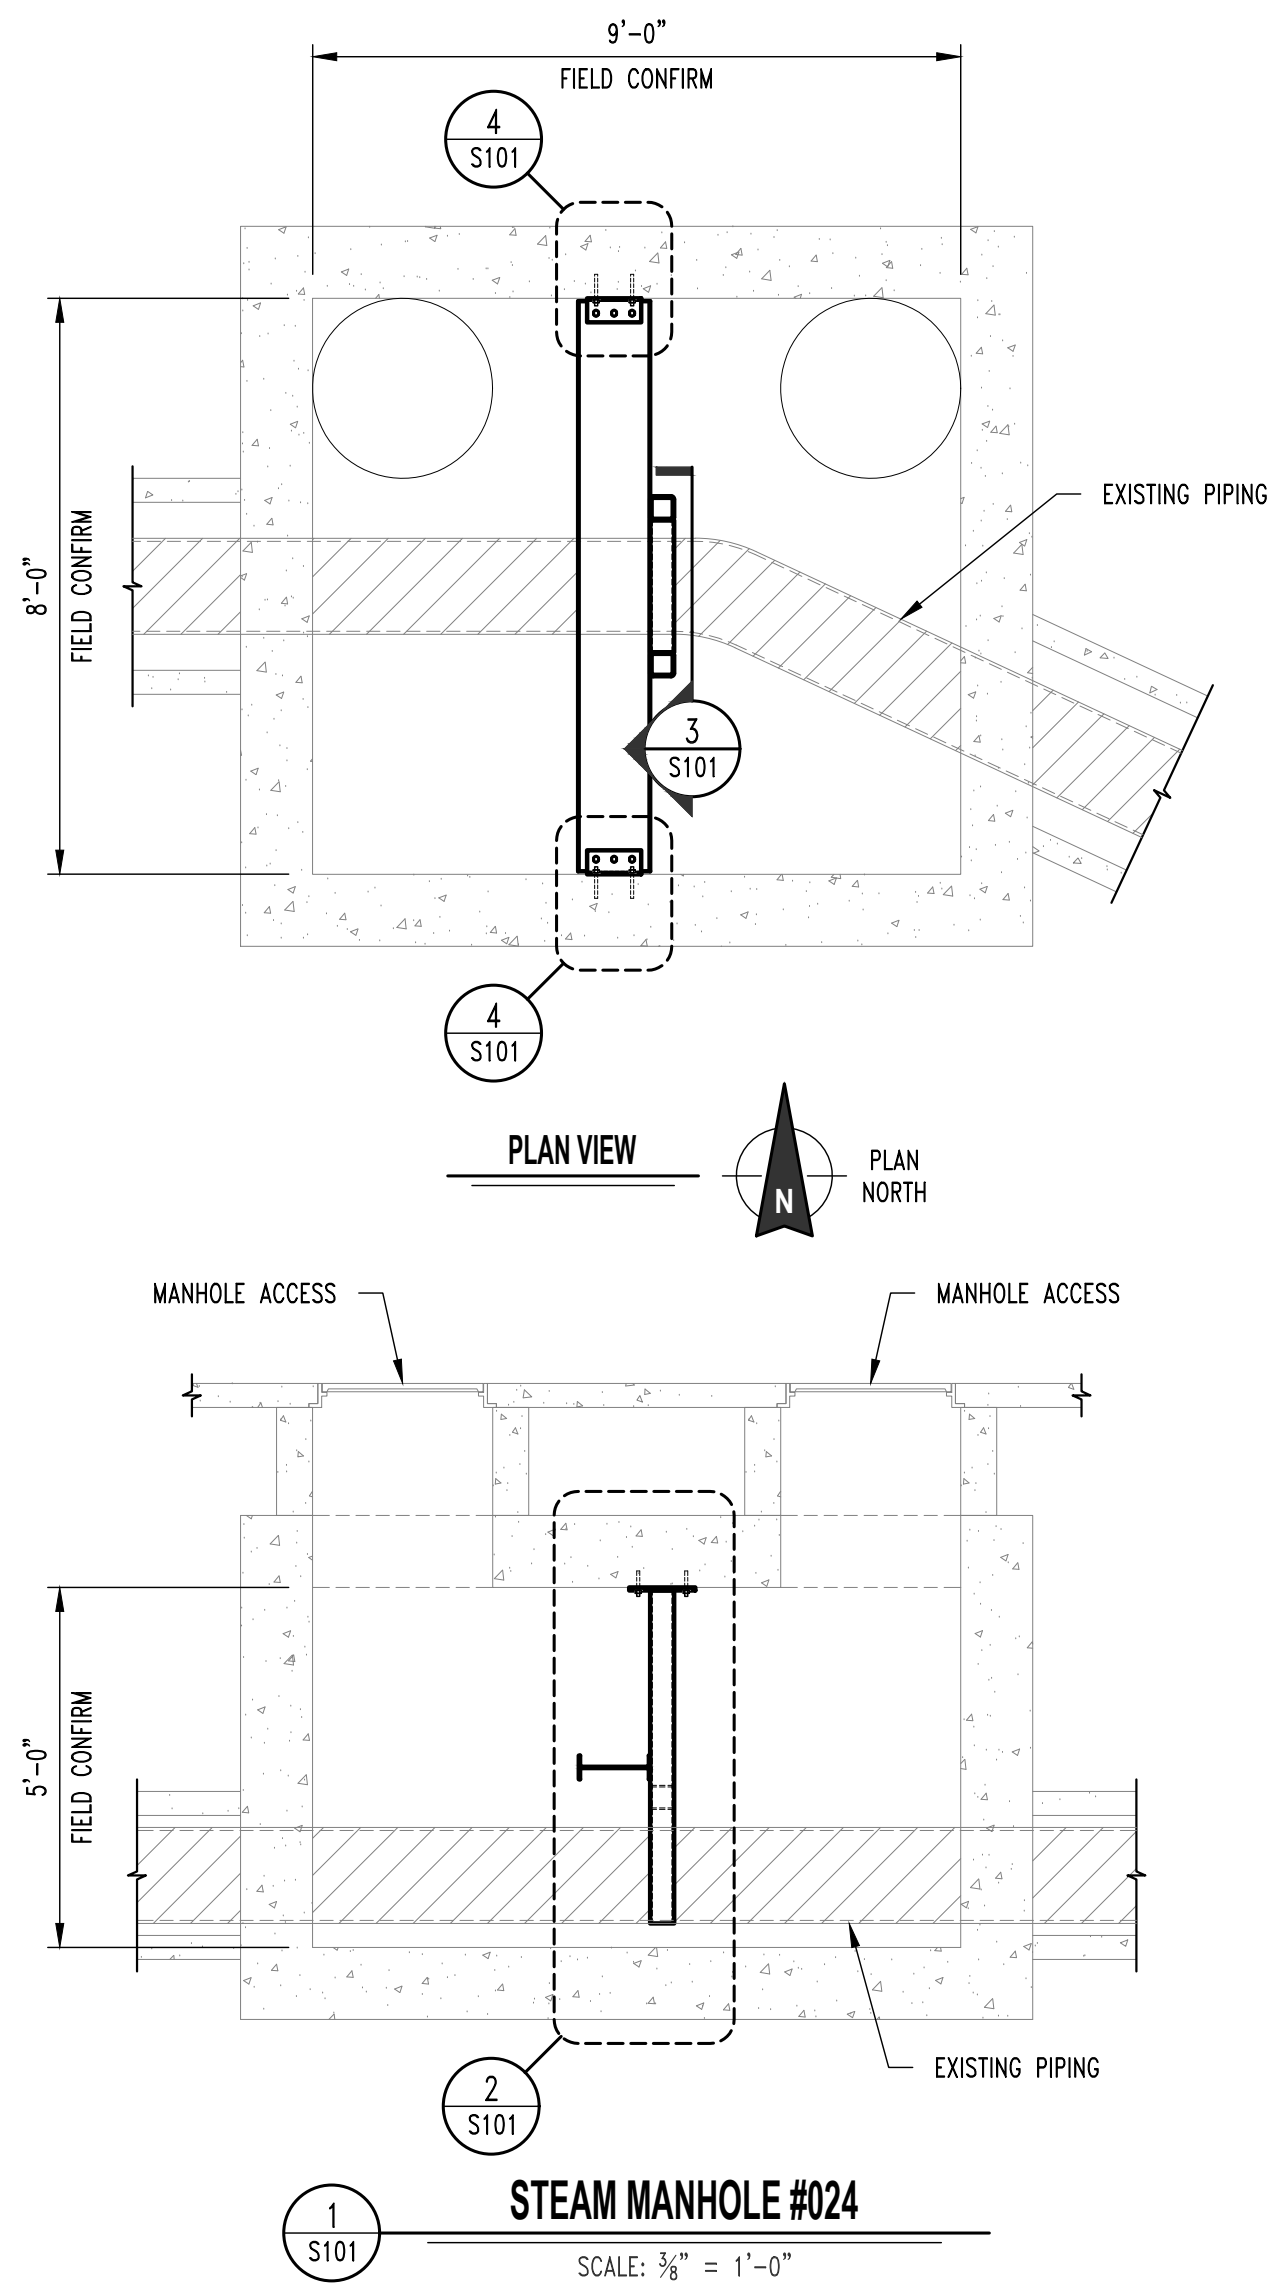 9'-0"
FIELD CONFIRM
4
S101
EXISTING PIPING
8'-0"
FIELD CONFIRM
3
S101
4
S101
PLAN VIEW
N
PLAN
NORTH
MANHOLE ACCESS
MANHOLE ACCESS
5'-0"
FIELD CONFIRM
EXISTING PIPING
2
S101
1
S101
STEAM MANHOLE #024
SCALE: ⅜" = 1'-0"